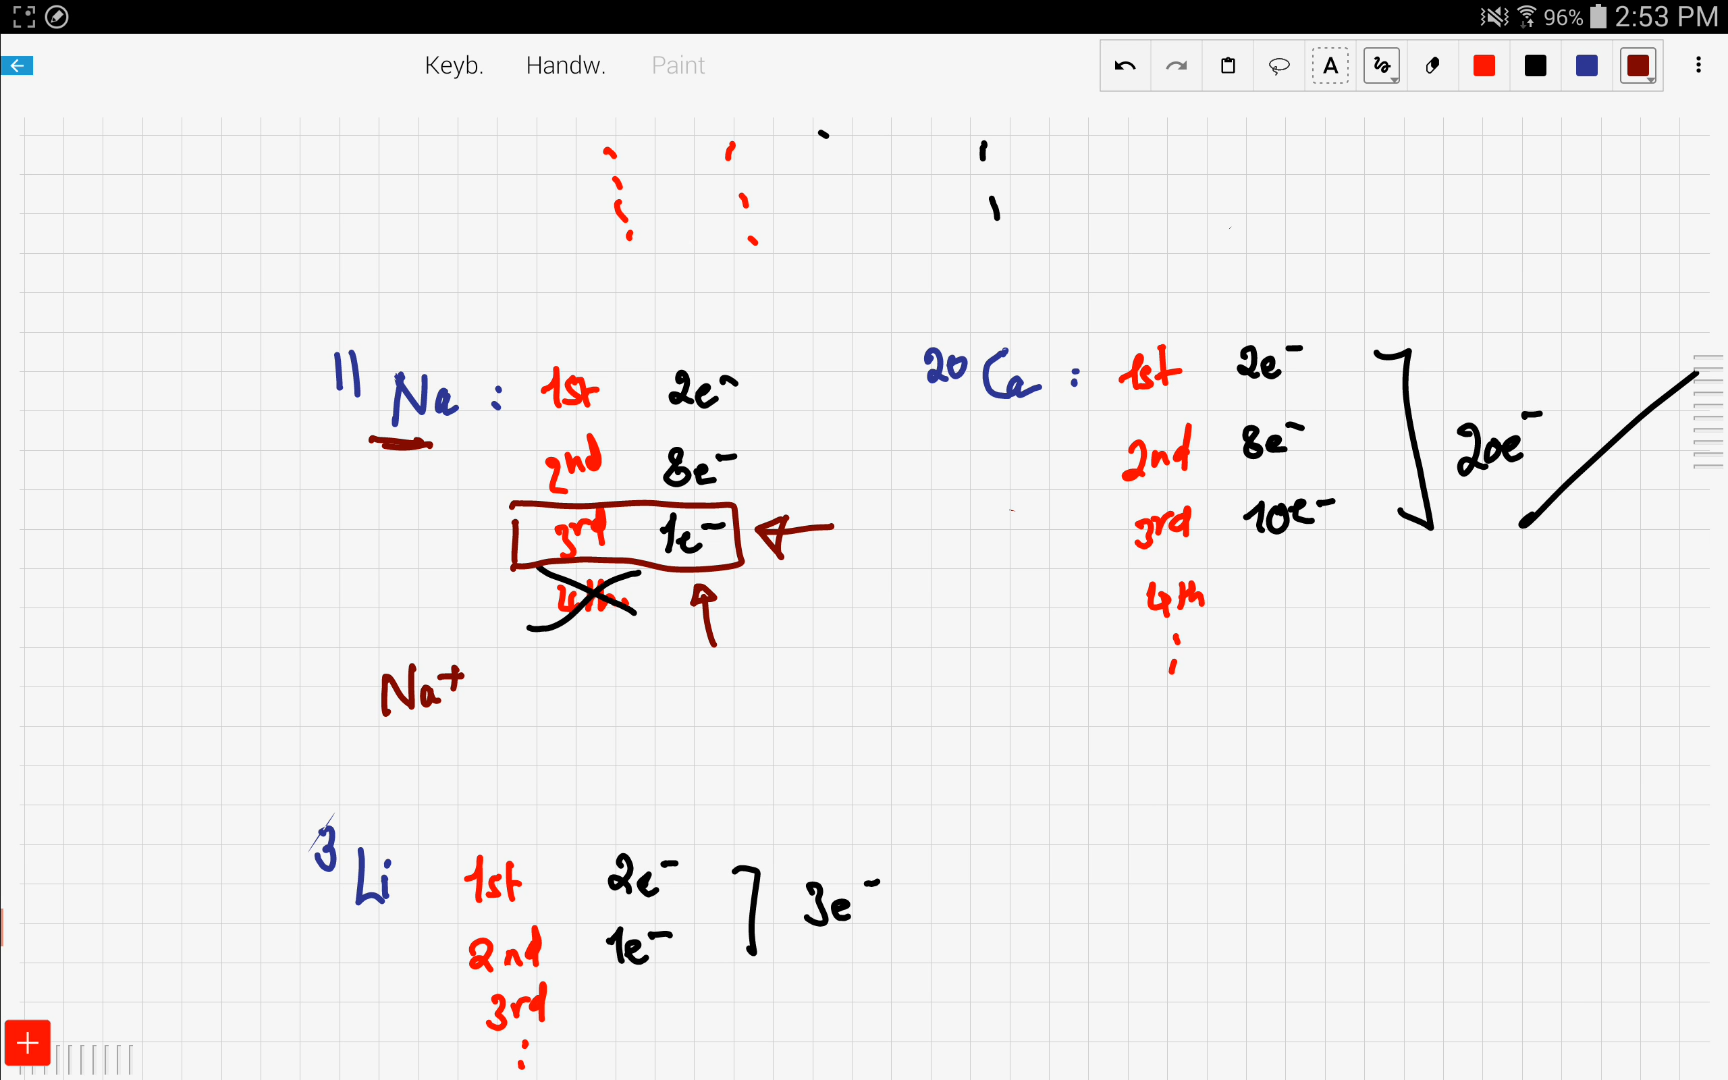 96% 2:53 PM
Keyb. Handw. Paint A
11 Na : 1st 2e⁻
2nd 8e⁻
3rd 1e⁻
4th
Na⁺
20 Ca : 1st 2e⁻
2nd 8e⁻ 20e⁻
3rd 10e⁻
4th
3 Li 1st 2e⁻
3e⁻
2nd 1e⁻
3rd